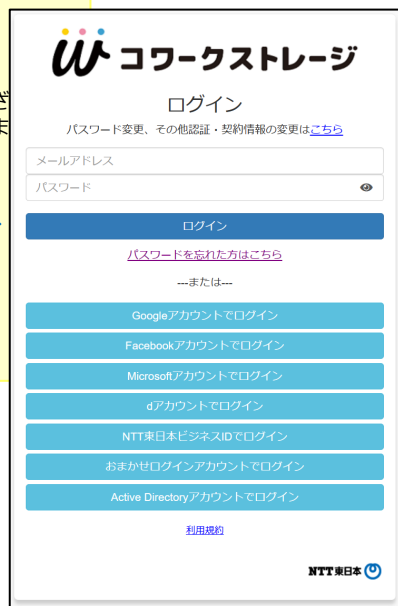 コワークストレージ
ログイン
パスワード変更、その他認証・契約情報の変更はこちら
メールアドレス
パスワード
ログイン
パスワードを忘れた方はこちら
---または---
Googleアカウントでログイン
Facebookアカウントでログイン
Microsoftアカウントでログイン
dアカウントでログイン
NTT東日本ビジネスIDでログイン
おまかせログインアカウントでログイン
Active Directoryアカウントでログイン
利用規約
NTT東日本